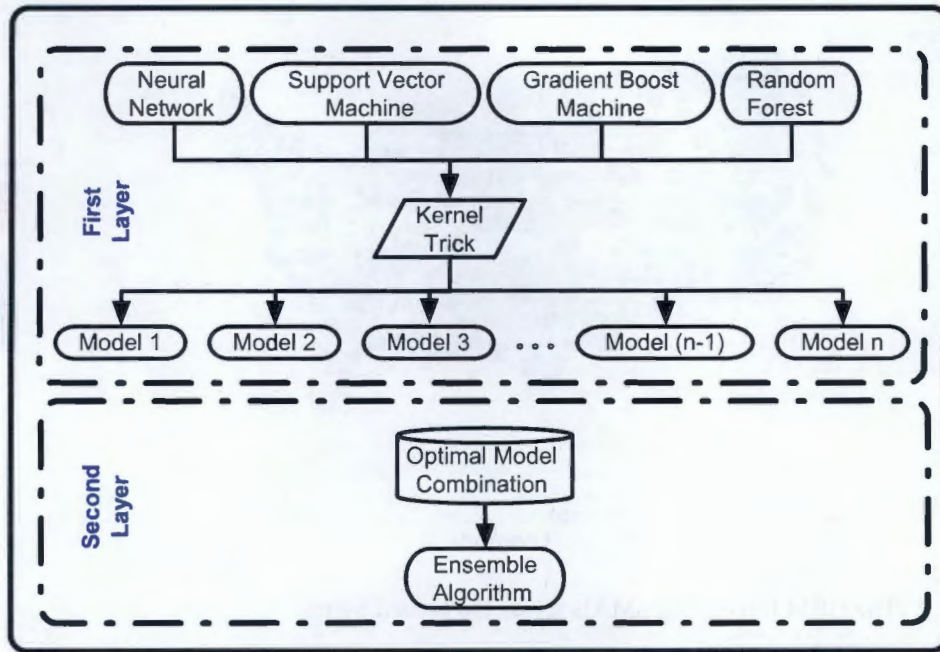 Neural Network
Support Vector Machine
Gradient Boost Machine
Random Forest
First Layer
Kernel Trick
Model 1
Model 2
Model 3
...
Model (n-1)
Model n
Second Layer
Optimal Model Combination
Ensemble Algorithm